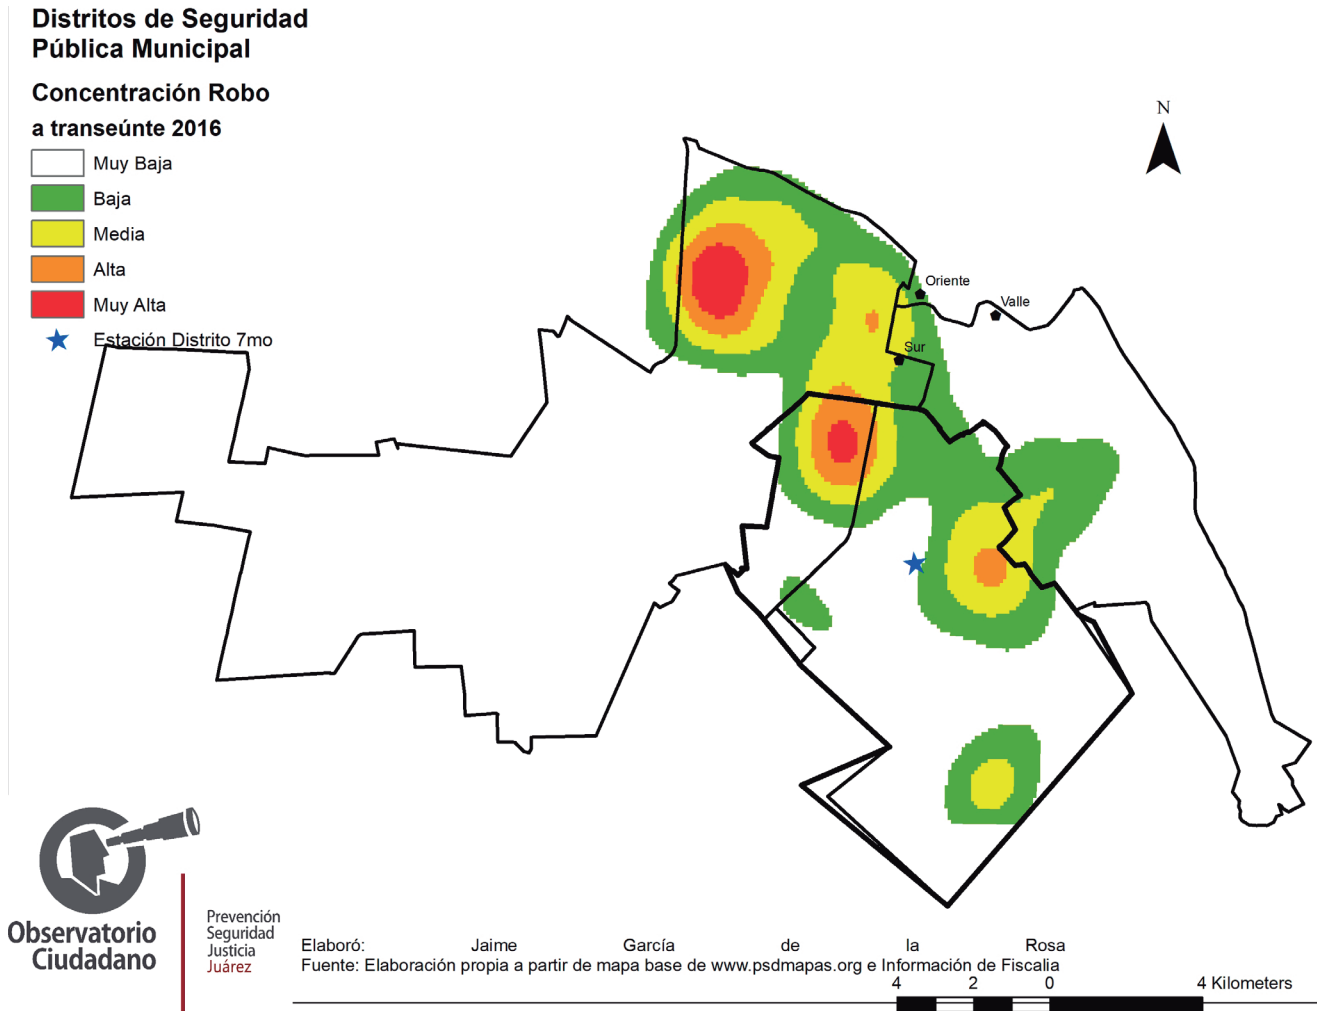 Distritos de Seguridad
Pública Municipal
Concentración Robo
a transeúnte 2016
Muy Baja
Baja
Media
Alta
Muy Alta
Estación Distrito 7mo
N
Oriente
Valle
Sur
Observatorio
Ciudadano
Prevención
Seguridad
Justicia
Juárez
Elaboró: Jaime García de la Rosa
Fuente: Elaboración propia a partir de mapa base de www.psdmapas.org e Información de Fiscalia
4 2 0 4 Kilometers